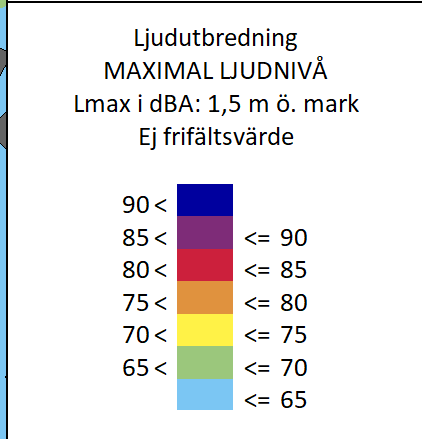 Ljudutbredning
MAXIMAL LJUDNIVÅ
Lmax i dBA: 1,5 m ö. mark
Ej frifältsvärde
90 <
85 < <= 90
80 < <= 85
75 < <= 80
70 < <= 75
65 < <= 70
<= 65